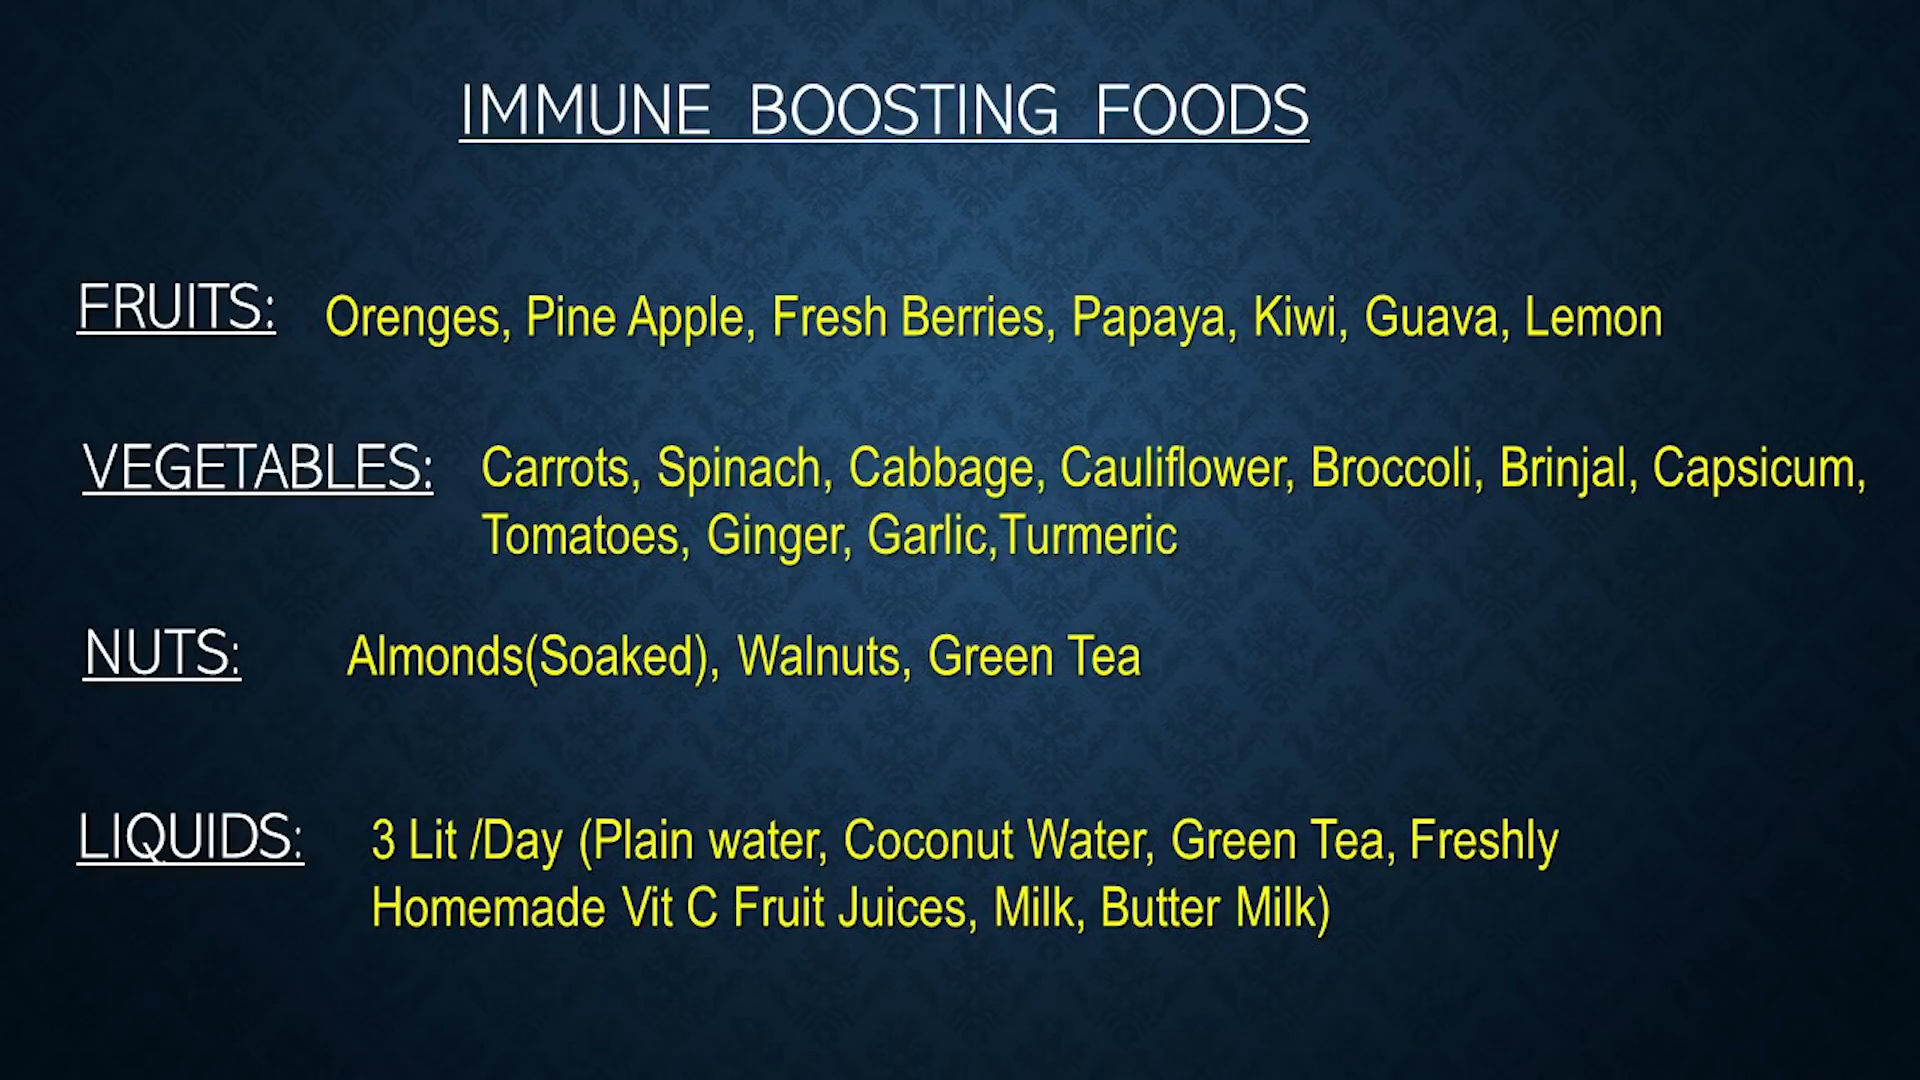 IMMUNE BOOSTING FOODS
FRUITS: Orenges, Pine Apple, Fresh Berries, Papaya, Kiwi, Guava, Lemon
VEGETABLES: Carrots, Spinach, Cabbage, Cauliflower, Broccoli, Brinjal, Capsicum,
Tomatoes, Ginger, Garlic,Turmeric
NUTS: Almonds(Soaked), Walnuts, Green Tea
LIQUIDS: 3 Lit /Day (Plain water, Coconut Water, Green Tea, Freshly
Homemade Vit C Fruit Juices, Milk, Butter Milk)